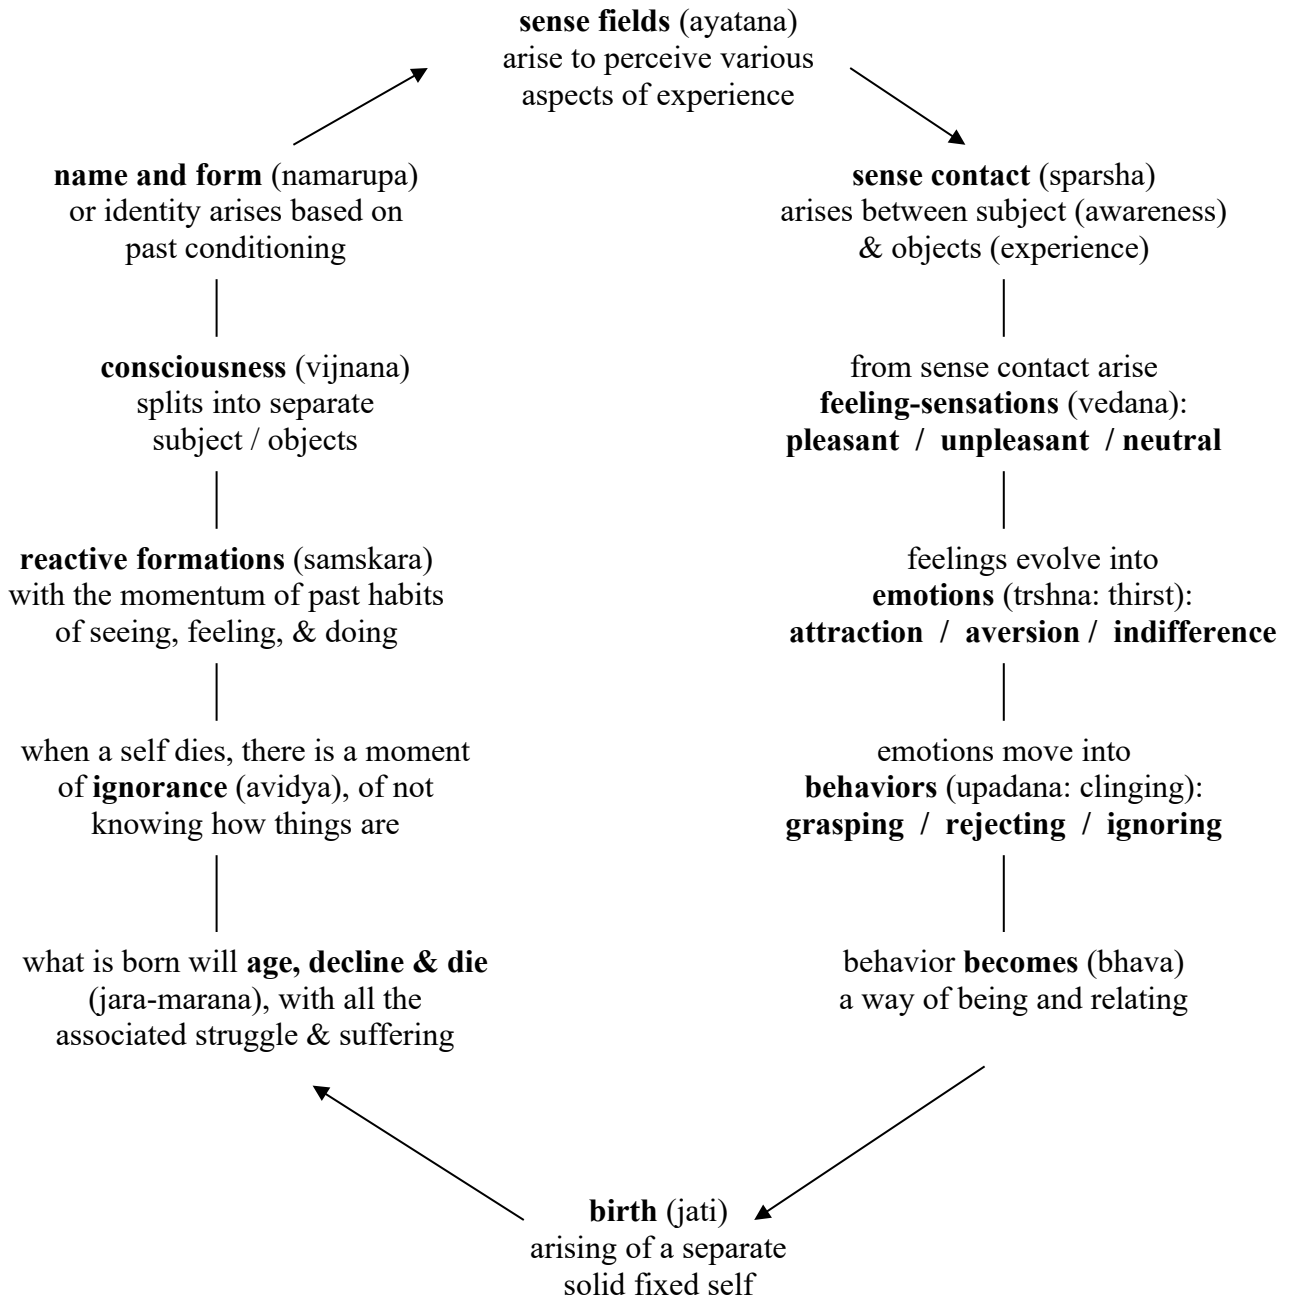 sense fields (ayatana)
arise to perceive various
aspects of experience
name and form (namarupa)
or identity arises based on
past conditioning
sense contact (sparsha)
arises between subject (awareness)
& objects (experience)
consciousness (vijnana)
splits into separate
subject / objects
from sense contact arise
feeling-sensations (vedana):
pleasant / unpleasant / neutral
reactive formations (samskara)
with the momentum of past habits
of seeing, feeling, & doing
feelings evolve into
emotions (trshna: thirst):
attraction / aversion / indifference
when a self dies, there is a moment
of ignorance (avidya), of not
knowing how things are
emotions move into
behaviors (upadana: clinging):
grasping / rejecting / ignoring
what is born will age, decline & die
(jara-marana), with all the
associated struggle & suffering
behavior becomes (bhava)
a way of being and relating
birth (jati)
arising of a separate
solid fixed self